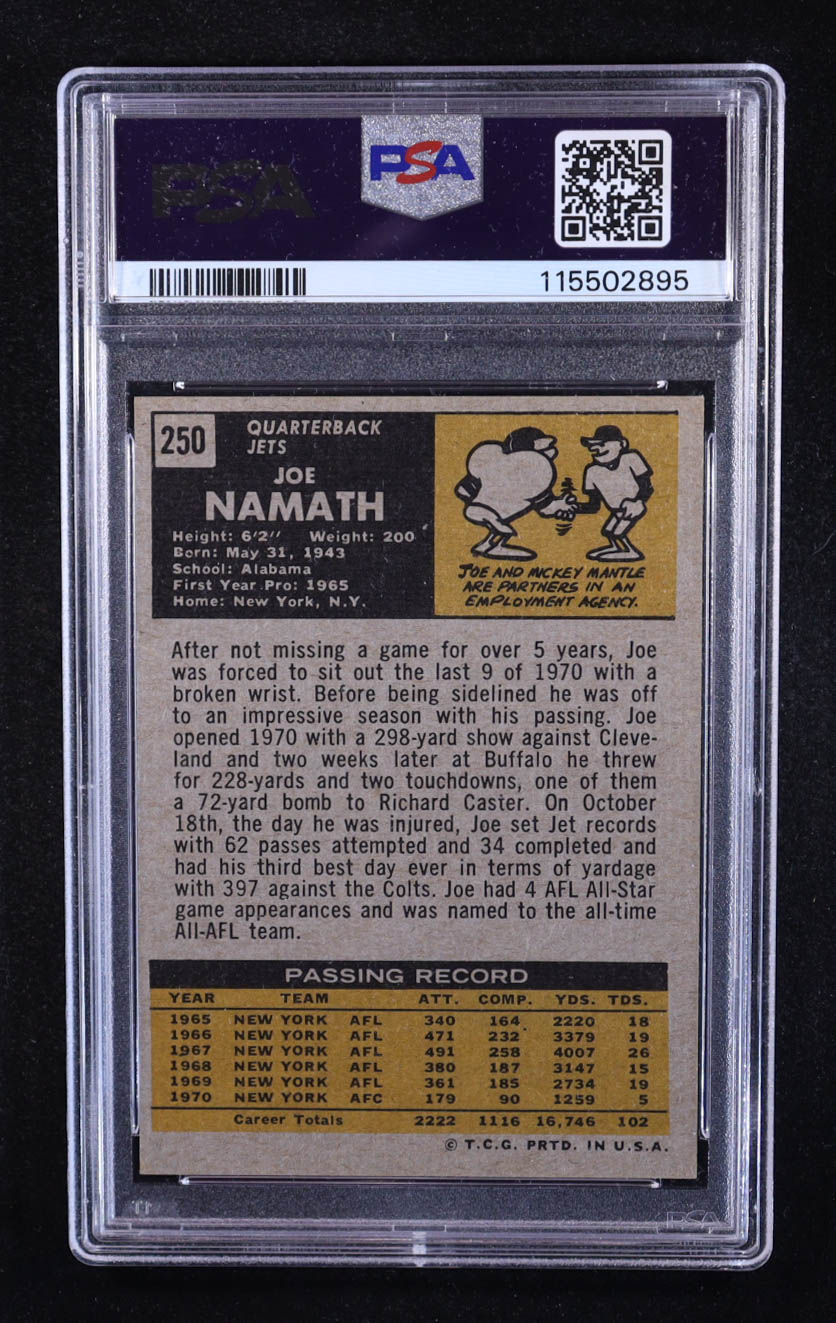 PSA
PSA
115502895
250
QUARTERBACK
JETS
JOE
NAMATH
Height: 6'2" Weight: 200
Born: May 31, 1943
School: Alabama
First Year Pro: 1965
Home: New York, N.Y.
JOE AND MICKEY MANTLE
ARE PARTNERS IN AN
EMPLOYMENT AGENCY.
After not missing a game for over 5 years, Joe
was forced to sit out the last 9 of 1970 with a
broken wrist. Before being sidelined he was off
to an impressive season with his passing. Joe
opened 1970 with a 298-yard show against Cleve-
land and two weeks later at Buffalo he threw
for 228-yards and two touchdowns, one of them
a 72-yard bomb to Richard Caster. On October
18th, the day he was injured, Joe set Jet records
with 62 passes attempted and 34 completed and
had his third best day ever in terms of yardage
with 397 against the Colts. Joe had 4 AFL All-Star
game appearances and was named to the all-time
All-AFL team.
PASSING RECORD
YEAR TEAM ATT. COMP. YDS. TDS.
1965 NEW YORK AFL 340 164 2220 18
1966 NEW YORK AFL 471 232 3379 19
1967 NEW YORK AFL 491 258 4007 26
1968 NEW YORK AFL 380 187 3147 15
1969 NEW YORK AFL 361 185 2734 19
1970 NEW YORK AFC 179 90 1259 5
Career Totals 2222 1116 16,746 102
© T.C.G. PRTD. IN U.S.A.
PSA